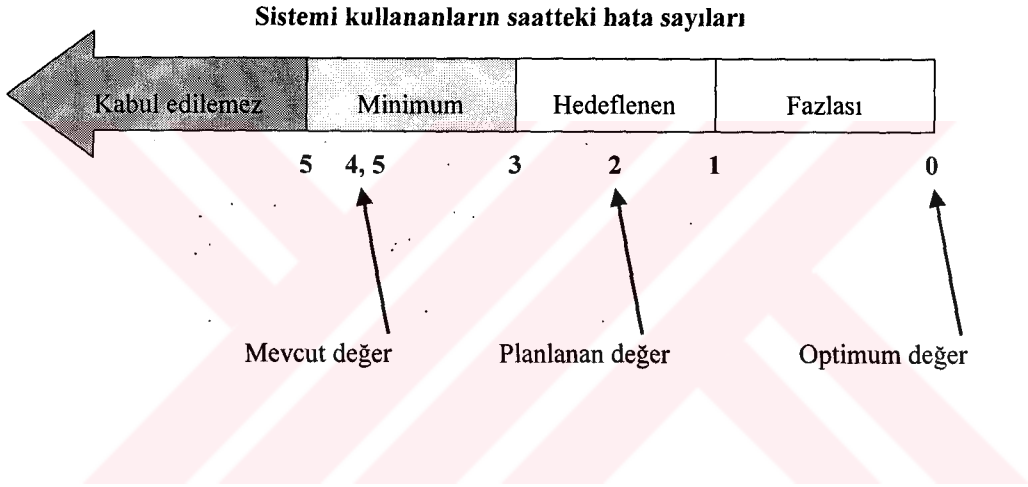 Sistemi kullananların saatteki hata sayıları
Kabul edilemez Minimum Hedeflenen Fazlası
5 4, 5 3 2 1 0
Mevcut değer Planlanan değer Optimum değer